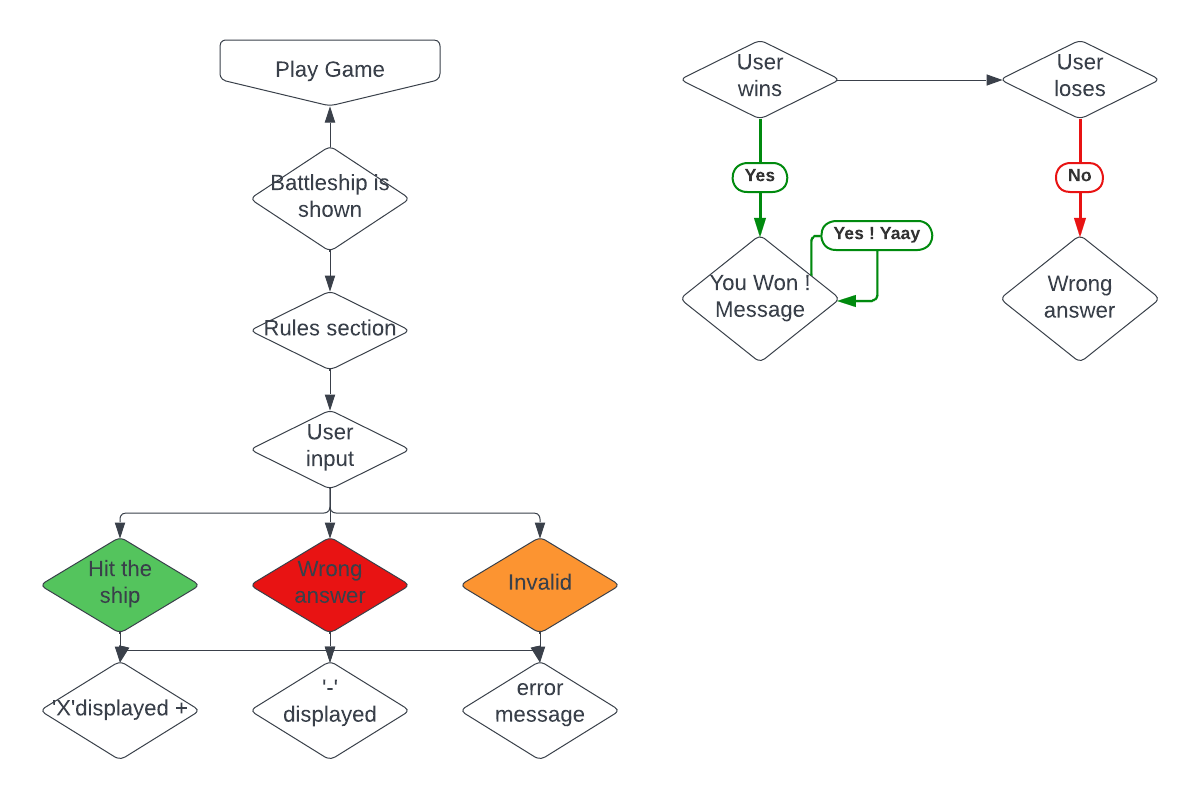 Play Game
Battleship is
shown
Rules section
User
input
Hit the
ship
Wrong
answer
Invalid
'X'displayed +
'-'
displayed
error
message
User
wins
User
loses
Yes
No
Yes ! Yaay
You Won !
Message
Wrong
answer